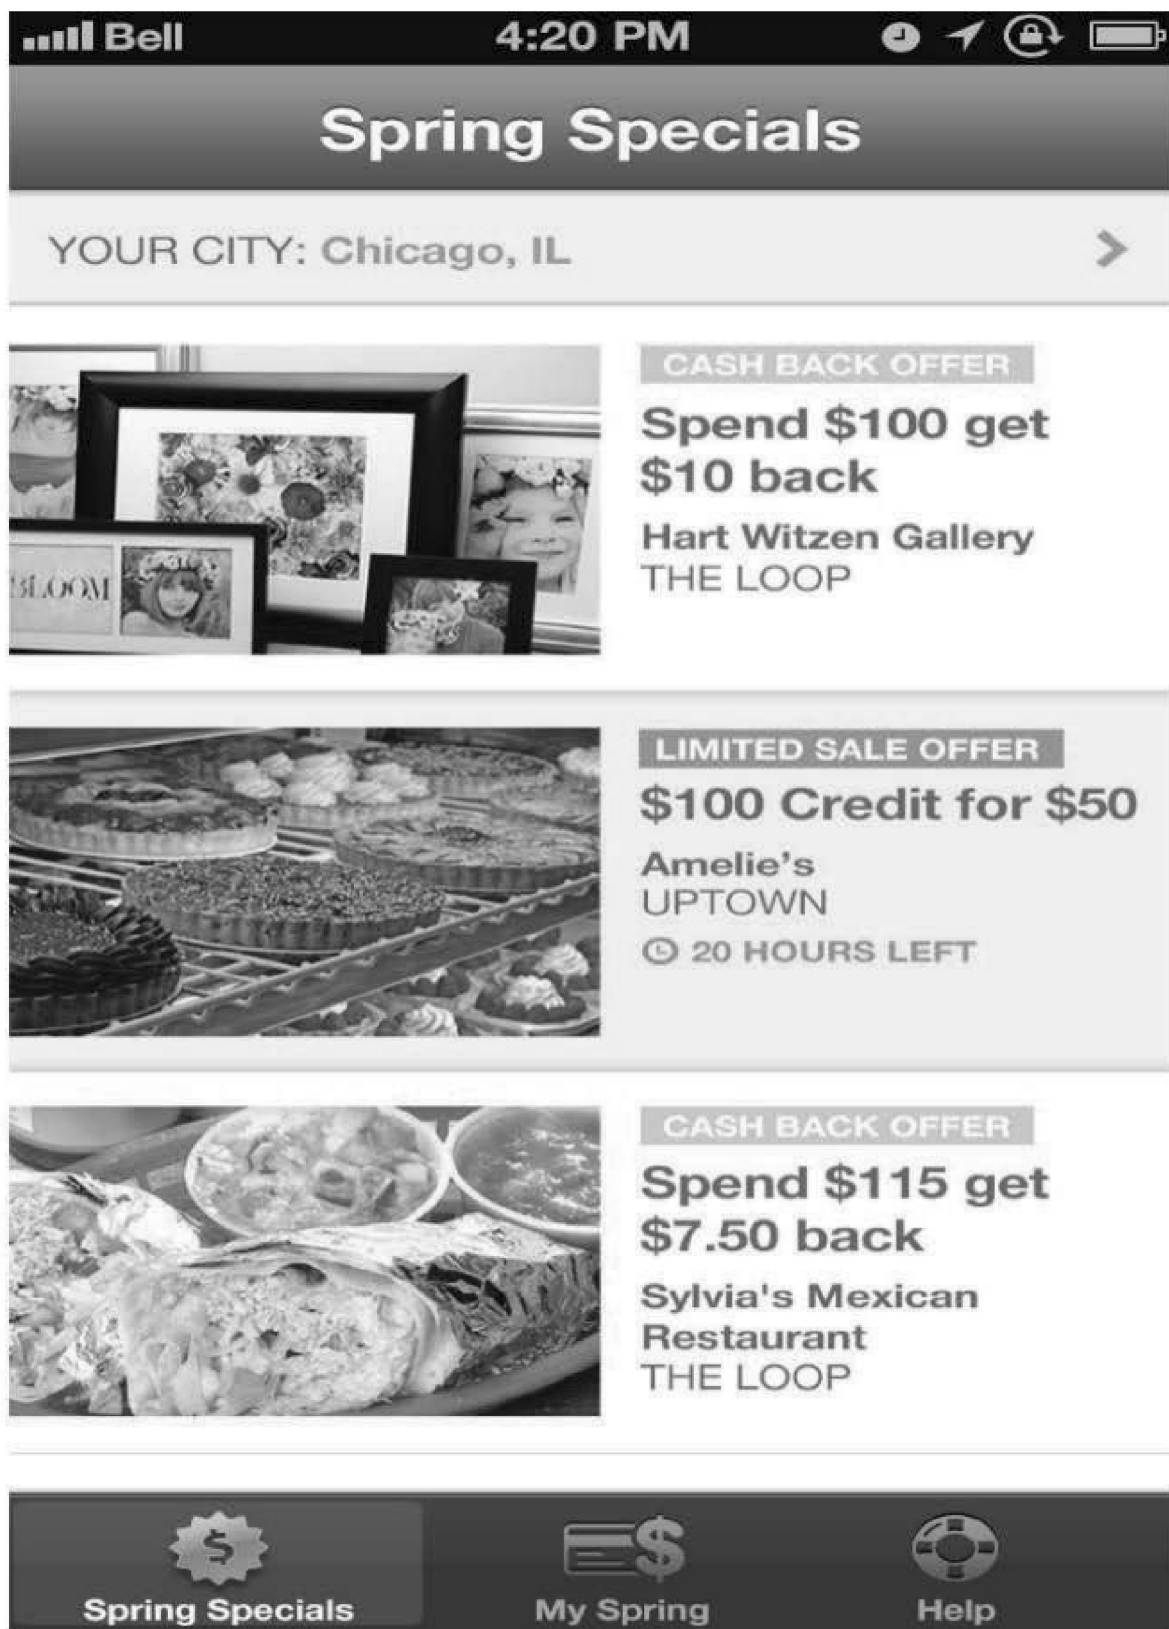 Bell 4:20 PM
Spring Specials
YOUR CITY: Chicago, IL
CASH BACK OFFER
Spend $100 get
$10 back
Hart Witzen Gallery
THE LOOP
BLOOM
LIMITED SALE OFFER
$100 Credit for $50
Amelie's
UPTOWN
20 HOURS LEFT
CASH BACK OFFER
Spend $115 get
$7.50 back
Sylvia's Mexican
Restaurant
THE LOOP
$
Spring Specials
$
My Spring
Help